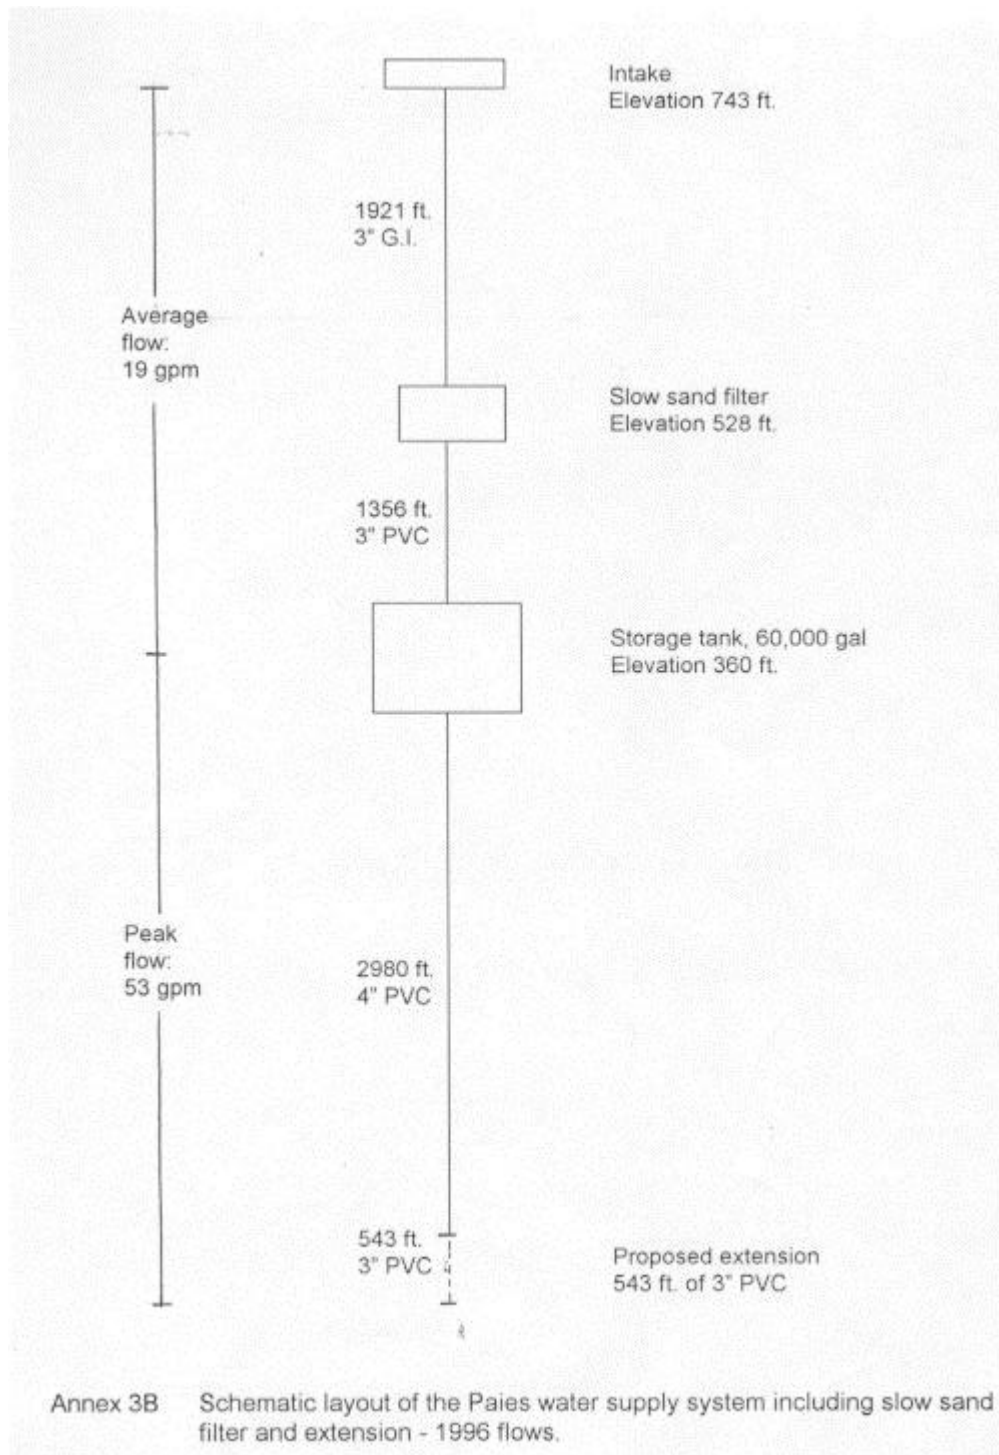 Intake
Elevation 743 ft.
1921 ft.
3" G.I.
Average
flow:
19 gpm
Slow sand filter
Elevation 528 ft.
1356 ft.
3" PVC
Storage tank, 60,000 gal
Elevation 360 ft.
Peak
flow:
53 gpm
2980 ft.
4" PVC
543 ft.
3" PVC
Proposed extension
543 ft. of 3" PVC
Annex 3B Schematic layout of the Paies water supply system including slow sand
filter and extension - 1996 flows.